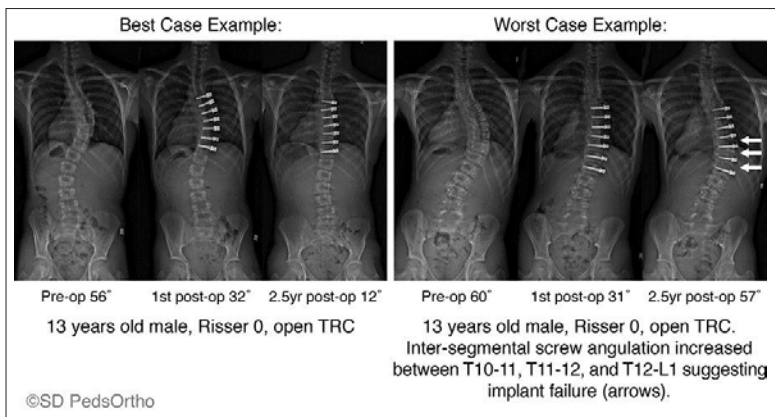 Best Case Example:
Worst Case Example:
Pre-op 56°
1st post-op 32°
2.5yr post-op 12°
Pre-op 60°
1st post-op 31°
2.5yr post-op 57°
13 years old male, Risser 0, open TRC
13 years old male, Risser 0, open TRC.
Inter-segmental screw angulation increased
between T10-11, T11-12, and T12-L1 suggesting
implant failure (arrows).
©SD PedsOrtho